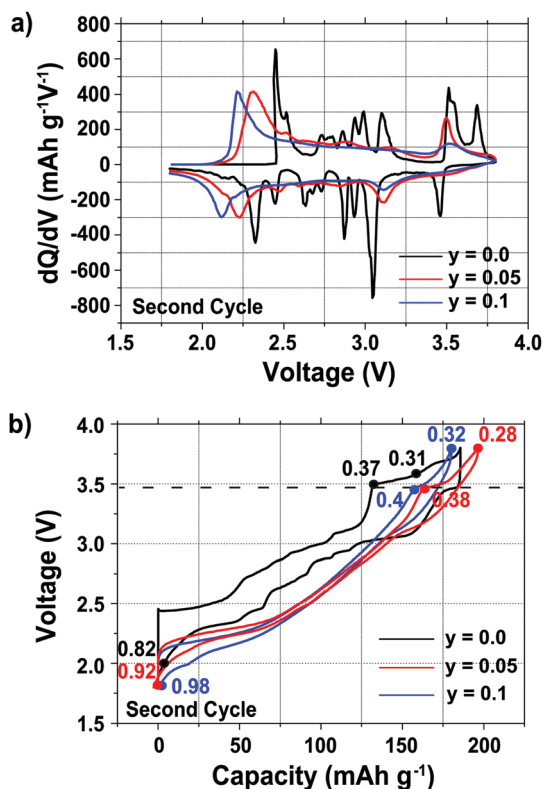 a)
800
600
400
200
0
-200
-400
-600
-800
dQ/dV (mAh g⁻¹V⁻¹)
y = 0.0
y = 0.05
y = 0.1
Second Cycle
1.5 2.0 2.5 3.0 3.5 4.0
Voltage (V)
b)
4.0
3.5
3.0
2.5
2.0
1.5
Voltage (V)
0.32 0.28
0.31
0.37
0.4 0.38
0.82
0.92 0.98
y = 0.0
y = 0.05
y = 0.1
Second Cycle
0 50 100 150 200
Capacity (mAh g⁻¹)